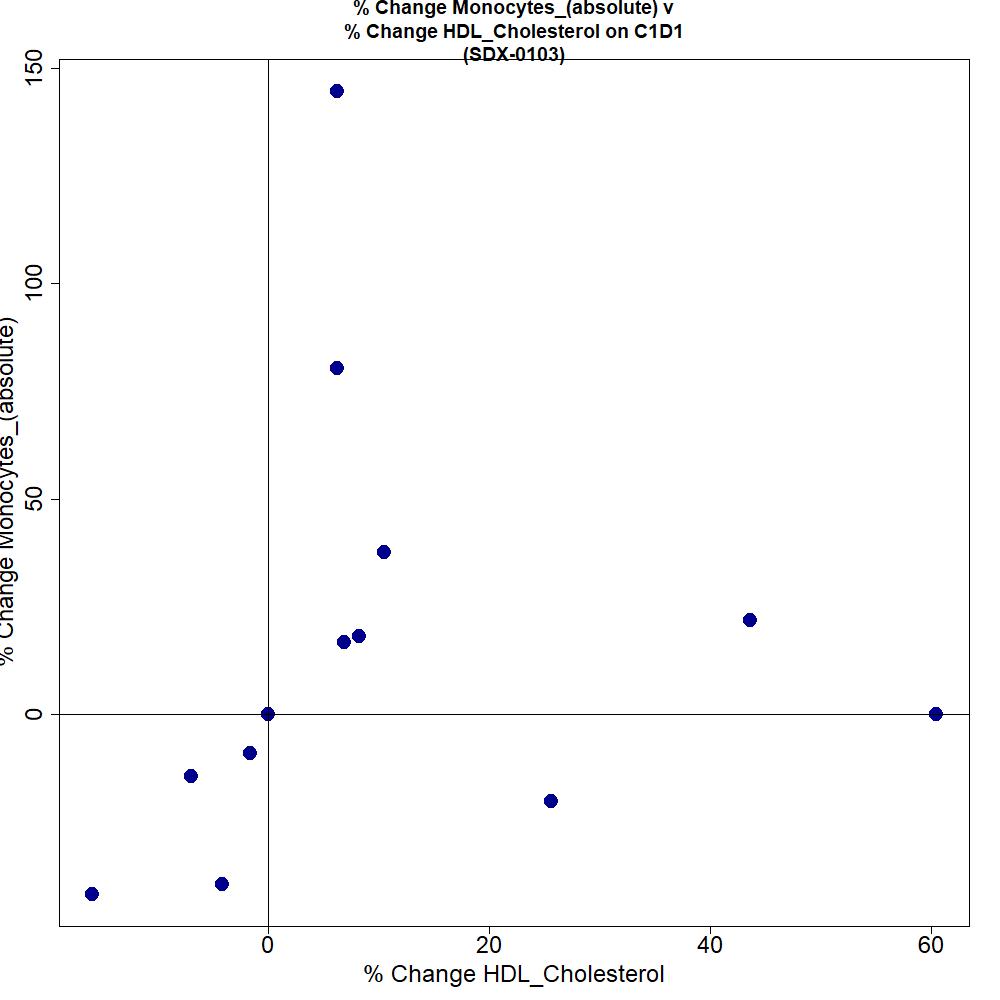 % Change Monocytes_(absolute) v
% Change HDL_Cholesterol on C1D1
(SDX-0103)
150
100
50
0
% Change Monocytes_(absolute)
0 20 40 60
% Change HDL_Cholesterol